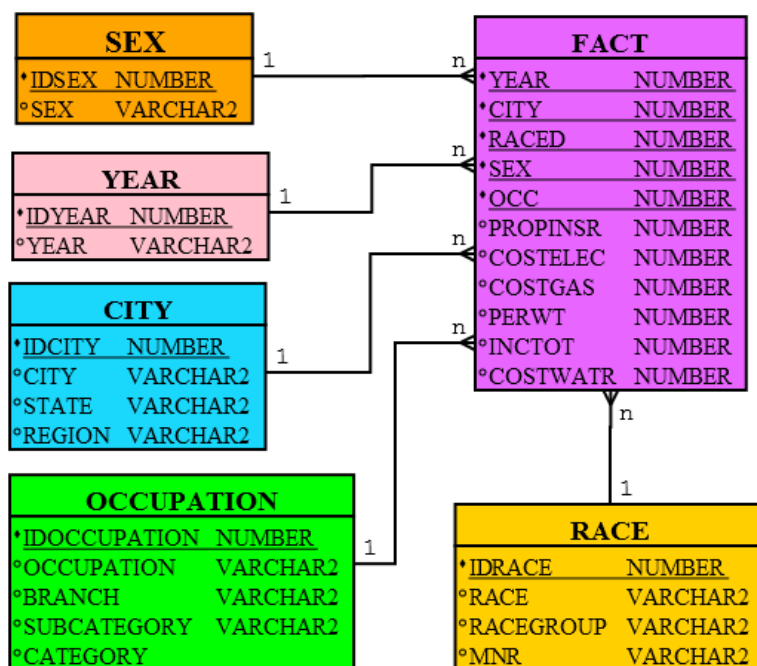 SEX
IDSEX NUMBER
SEX VARCHAR2
1
n
FACT
YEAR NUMBER
CITY NUMBER
RACED NUMBER
SEX NUMBER
OCC NUMBER
PROPINSR NUMBER
COSTELEC NUMBER
COSTGAS NUMBER
PERWT NUMBER
INCTOT NUMBER
COSTWATR NUMBER
YEAR
IDYEAR NUMBER
YEAR VARCHAR2
1
n
CITY
IDCITY NUMBER
CITY VARCHAR2
STATE VARCHAR2
REGION VARCHAR2
1
n
OCCUPATION
IDOCCUPATION NUMBER
OCCUPATION VARCHAR2
BRANCH VARCHAR2
SUBCATEGORY VARCHAR2
CATEGORY
1
n
n
1
RACE
IDRACE NUMBER
RACE VARCHAR2
RACEGROUP VARCHAR2
MNR VARCHAR2